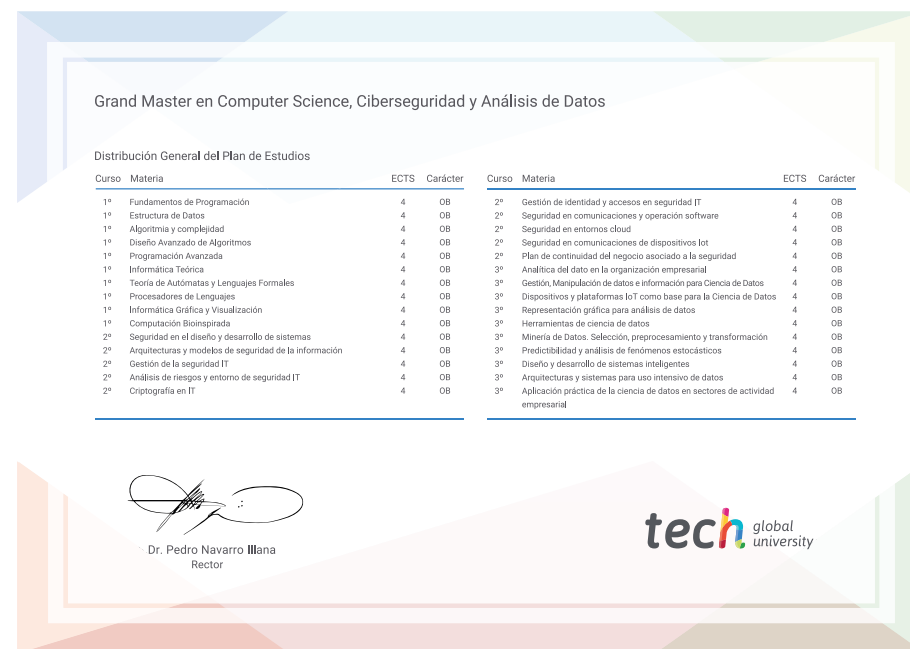 Grand Master en Computer Science, Ciberseguridad y Análisis de Datos
Distribución General del Plan de Estudios
Curso Materia ECTS Carácter
1º Fundamentos de Programación 4 OB
1º Estructura de Datos 4 OB
1º Algoritmia y complejidad 4 OB
1º Diseño Avanzado de Algoritmos 4 OB
1º Programación Avanzada 4 OB
1º Informática Teórica 4 OB
1º Teoría de Autómatas y Lenguajes Formales 4 OB
1º Procesadores de Lenguajes 4 OB
1º Informática Gráfica y Visualización 4 OB
1º Computación Bioinspirada 4 OB
2º Seguridad en el diseño y desarrollo de sistemas 4 OB
2º Arquitecturas y modelos de seguridad de la información 4 OB
2º Gestión de la seguridad IT 4 OB
2º Análisis de riesgos y entorno de seguridad IT 4 OB
2º Criptografía en IT 4 OB
Curso Materia ECTS Carácter
2º Gestión de identidad y accesos en seguridad IT 4 OB
2º Seguridad en comunicaciones y operación software 4 OB
2º Seguridad en entornos cloud 4 OB
2º Seguridad en comunicaciones de dispositivos Iot 4 OB
2º Plan de continuidad del negocio asociado a la seguridad 4 OB
3º Analítica del dato en la organización empresarial 4 OB
3º Gestión, Manipulación de datos e información para Ciencia de Datos 4 OB
3º Dispositivos y plataformas IoT como base para la Ciencia de Datos 4 OB
3º Representación gráfica para análisis de datos 4 OB
3º Herramientas de ciencia de datos 4 OB
3º Minería de Datos. Selección, preprocesamiento y transformación 4 OB
3º Predictibilidad y análisis de fenómenos estocásticos 4 OB
3º Diseño y desarrollo de sistemas inteligentes 4 OB
3º Arquitecturas y sistemas para uso intensivo de datos 4 OB
3º Aplicación práctica de la ciencia de datos en sectores de actividad 4 OB
empresarial
Dr. Pedro Navarro Illana
Rector
tech global
university